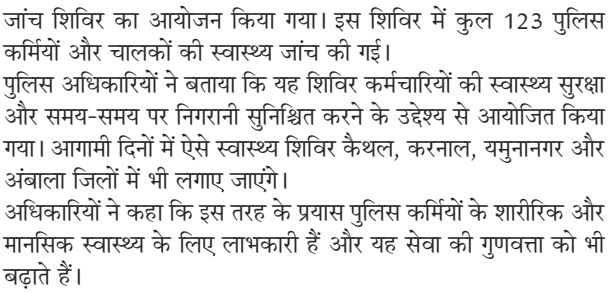 जांच शिविर का आयोजन किया गया। इस शिविर में कुल 123 पुलिस
कर्मियों और चालकों की स्वास्थ्य जांच की गई।
पुलिस अधिकारियों ने बताया कि यह शिविर कर्मचारियों की स्वास्थ्य सुरक्षा
और समय-समय पर निगरानी सुनिश्चित करने के उद्देश्य से आयोजित किया
गया। आगामी दिनों में ऐसे स्वास्थ्य शिविर कैथल, करनाल, यमुनानगर और
अंबाला जिलों में भी लगाए जाएंगे।
अधिकारियों ने कहा कि इस तरह के प्रयास पुलिस कर्मियों के शारीरिक और
मानसिक स्वास्थ्य के लिए लाभकारी हैं और यह सेवा की गुणवत्ता को भी
बढ़ाते हैं।